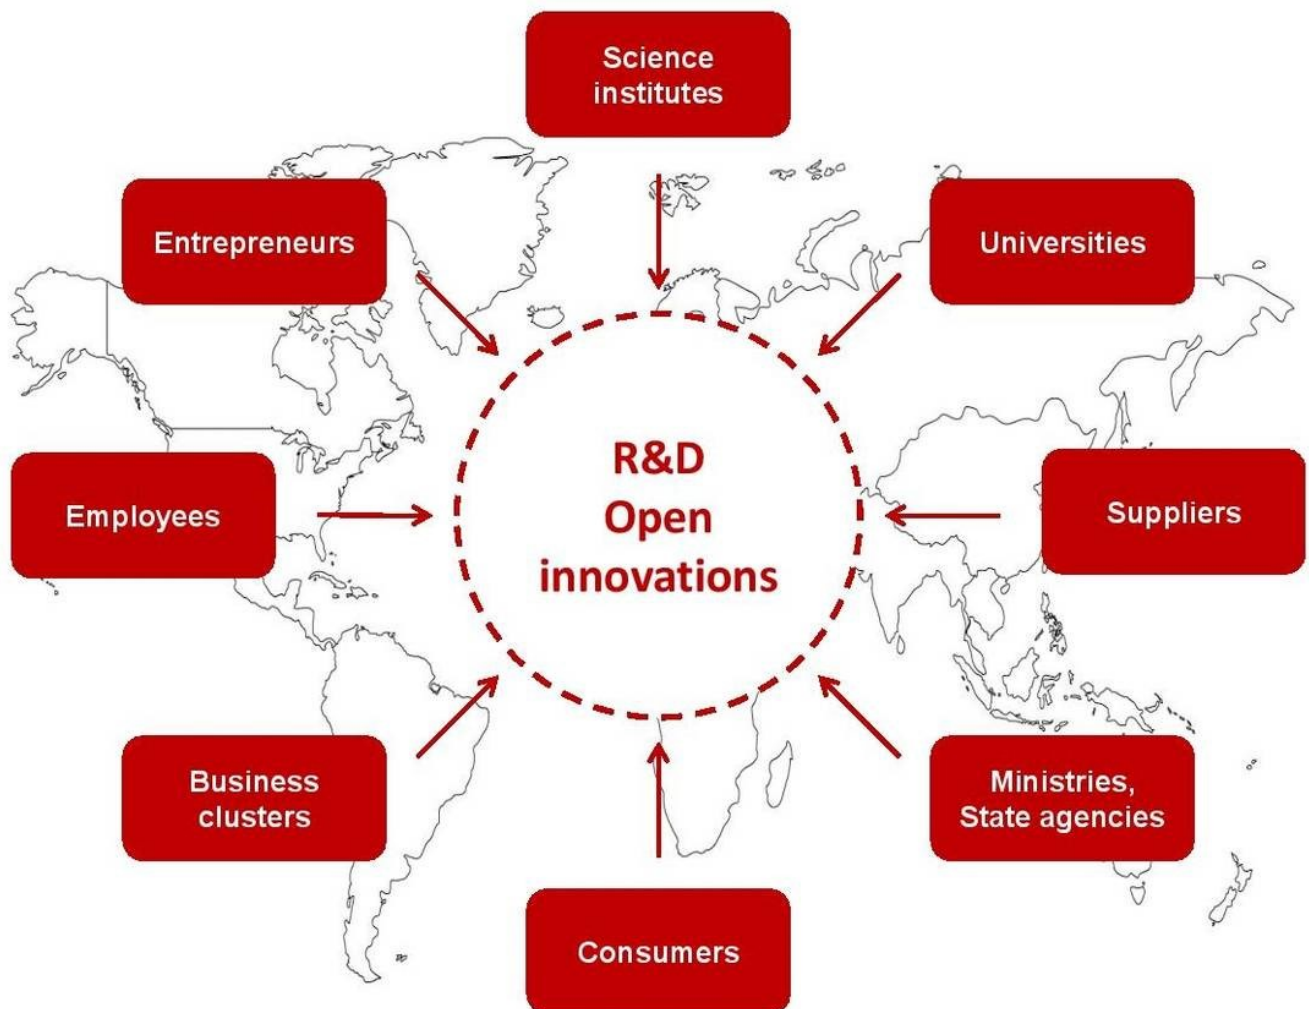 Science
institutes
Entrepreneurs
Universities
R&D
Open
innovations
Employees
Suppliers
Business
clusters
Ministries,
State agencies
Consumers